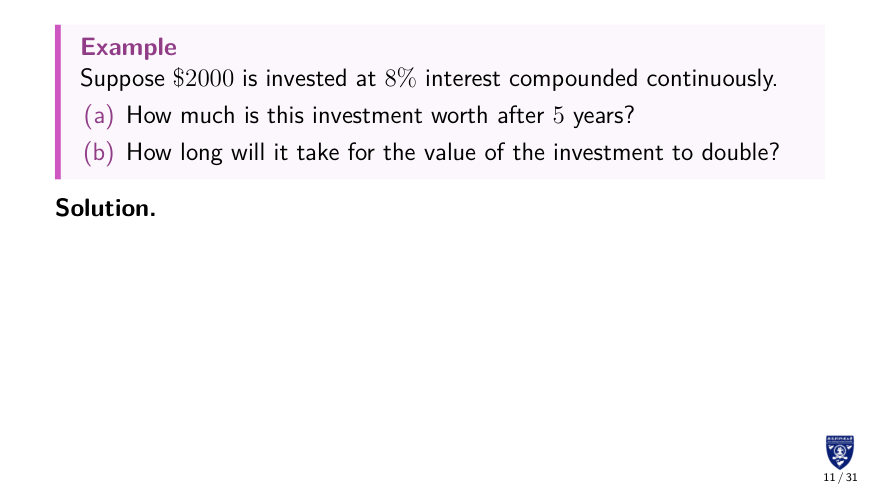 Example
Suppose $2000 is invested at 8% interest compounded continuously.
(a) How much is this investment worth after 5 years?
(b) How long will it take for the value of the investment to double?
Solution.
11 / 31